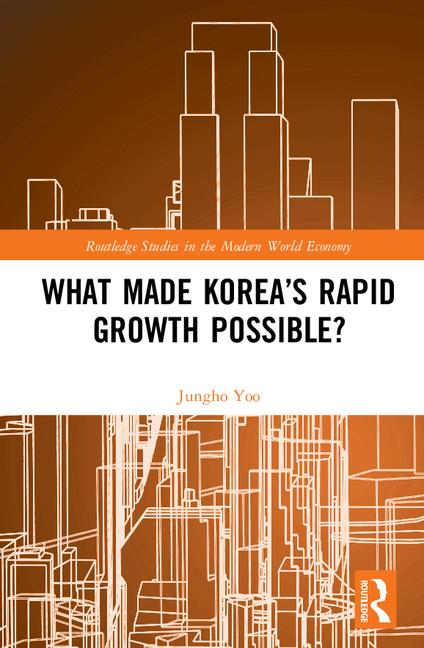 Routledge Studies in the Modern World Economy
WHAT MADE KOREA'S RAPID
GROWTH POSSIBLE?
Jungho Yoo
ROUTLEDGE